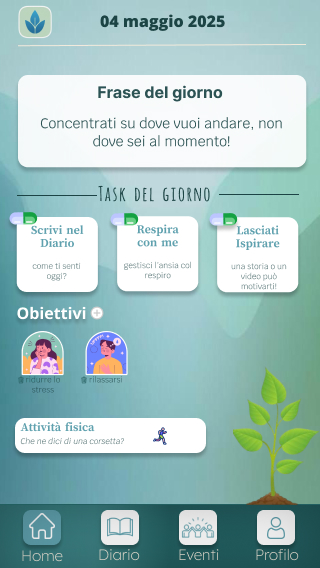 04 maggio 2025
Frase del giorno
Concentrati su dove vuoi andare, non
dove sei al momento!
Task del giorno
Scrivi nel
Diario
come ti senti
oggi?
Respira
con me
gestisci l'ansia col
respiro
Lasciati
Ispirare
una storia o un
video può
motivarti!
Obiettivi
ridurre lo
stress
rilassarsi
Attività fisica
Che ne dici di una corsetta?
Home
Diario
Eventi
Profilo